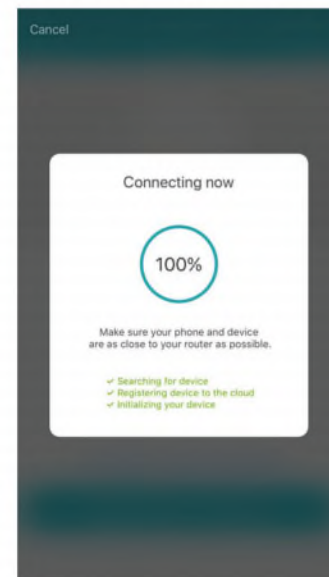 Cancel
Connecting now
100%
Make sure your phone and device
are as close to your router as possible.
✓ Searching for device
✓ Registering device to the cloud
✓ Initializing your device